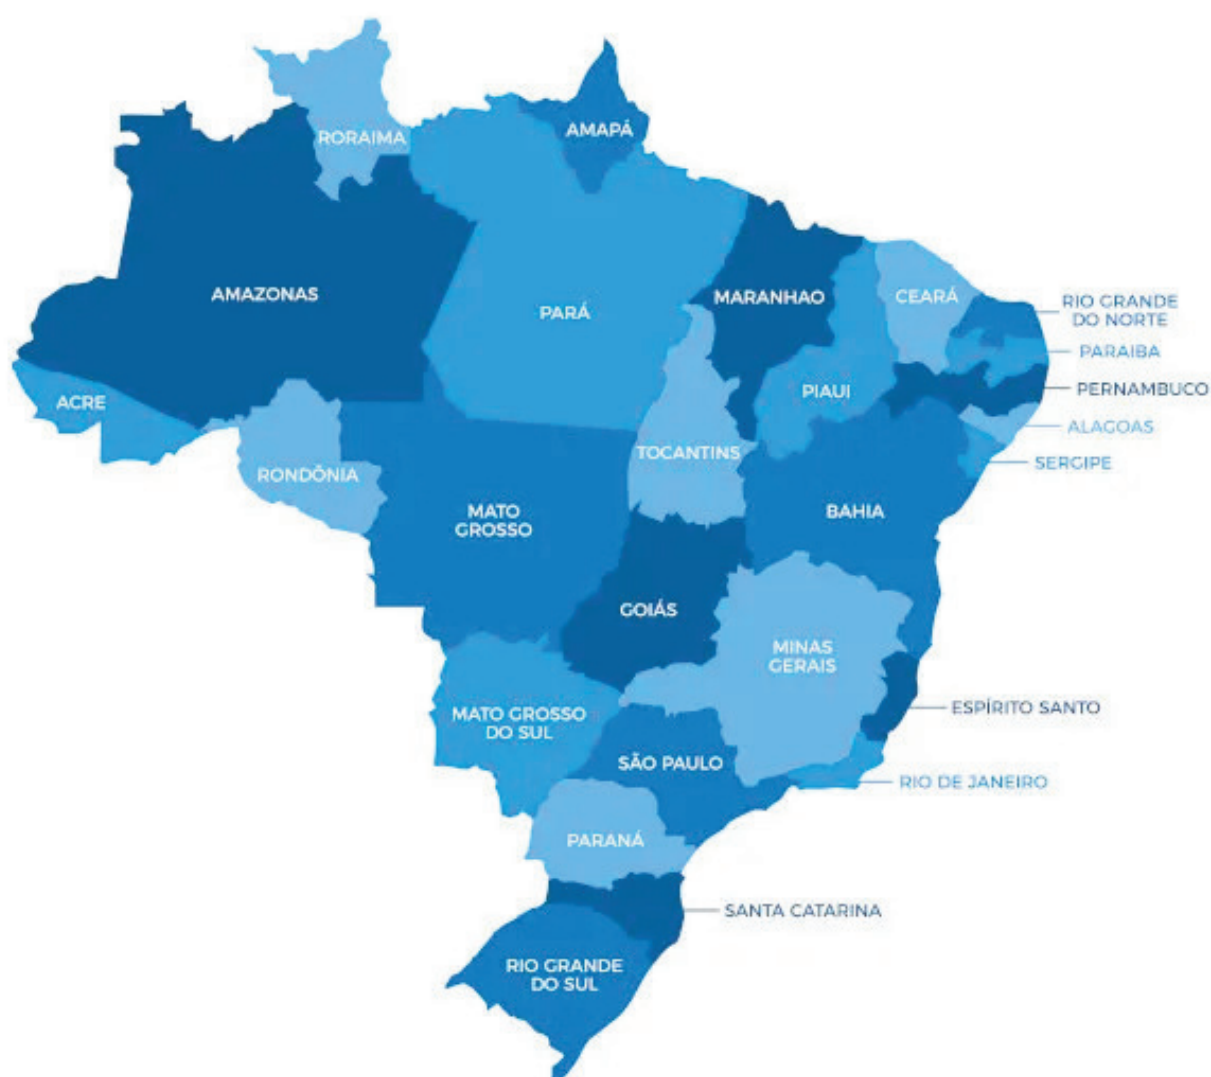 AMAPÁ
RORAIMA
AMAZONAS
MARANHAO
CEARÁ
RIO GRANDE
DO NORTE
PARÁ
PARAIBA
PERNAMBUCO
PIAUI
ACRE
ALAGOAS
TOCANTINS
SERGIPE
RONDÔNIA
MATO
GROSSO
BAHIA
GOIÁS
MINAS
GERAIS
ESPÍRITO SANTO
MATO GROSSO
DO SUL
SÃO PAULO
RIO DE JANEIRO
PARANÁ
SANTA CATARINA
RIO GRANDE
DO SUL